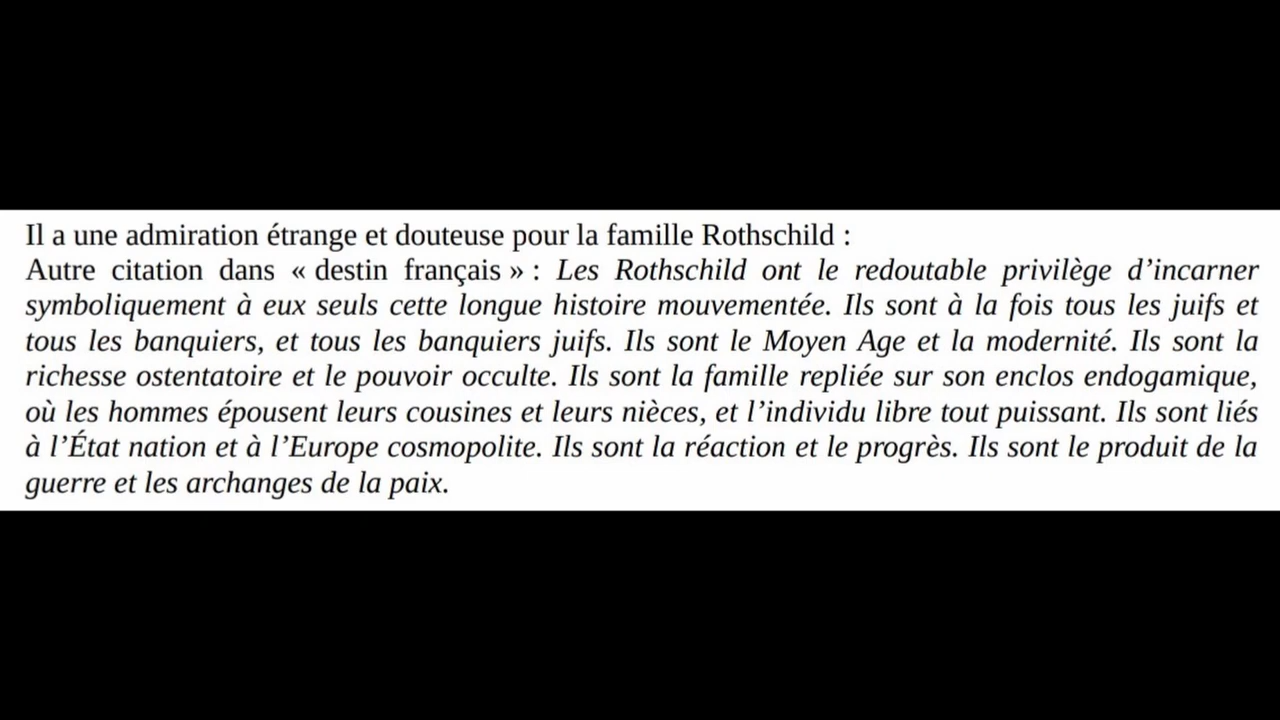 Il a une admiration étrange et douteuse pour la famille Rothschild :
Autre citation dans « destin français » : Les Rothschild ont le redoutable privilège d’incarner
symboliquement à eux seuls cette longue histoire mouvementée. Ils sont à la fois tous les juifs et
tous les banquiers, et tous les banquiers juifs. Ils sont le Moyen Age et la modernité. Ils sont la
richesse ostentatoire et le pouvoir occulte. Ils sont la famille repliée sur son enclos endogamique,
où les hommes épousent leurs cousines et leurs nièces, et l’individu libre tout puissant. Ils sont liés
à l’État nation et à l’Europe cosmopolite. Ils sont la réaction et le progrès. Ils sont le produit de la
guerre et les archanges de la paix.